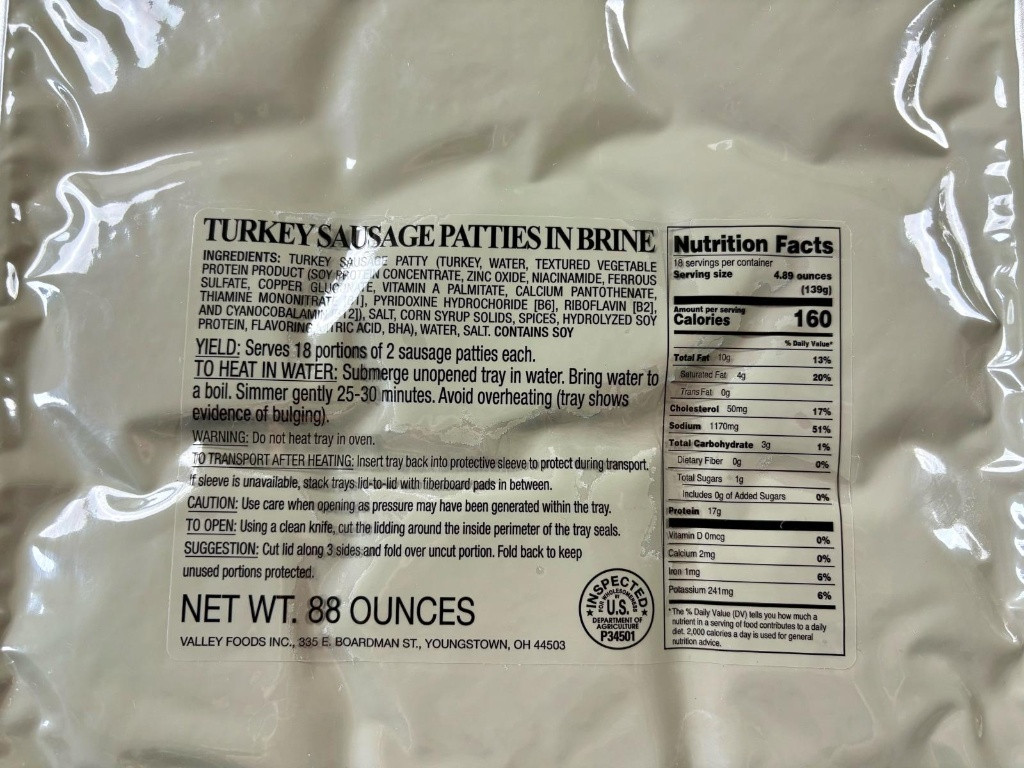 TURKEY SAUSAGE PATTIES IN BRINE
INGREDIENTS: TURKEY SAUSAGE PATTY (TURKEY, WATER, TEXTURED VEGETABLE
PROTEIN PRODUCT (SOY PROTEIN CONCENTRATE, ZINC OXIDE, NIACINAMIDE, FERROUS
SULFATE, COPPER VITAMIN A PALMITATE, CALCIUM PANTOTHENATE,
THIAMINE MONONITRATE PYRIDOXINE HYDROCHORIDE [B6], RIBOFLAVIN [B2],
AND SALT, CORN SYRUP SOLIDS, SPICES, HYDROLYZED SOY
PROTEIN, FLAVORING ACID, BHA), WATER, SALT. CONTAINS SOY
YIELD: Serves 18 portions of 2 sausage patties each.
TO HEAT IN WATER: Submerge unopened tray in water. Bring water to
a boil. Simmer gently 25-30 minutes. Avoid overheating (tray shows
evidence of bulging).
WARNING: Do not heat tray in oven.
TO TRANSPORT AFTER HEATING: Insert tray back into protective sleeve to protect during transport.
If sleeve is unavailable, stack trays lid-to-lid with fiberboard pads in between.
CAUTION: Use care when opening as pressure may have been generated within the tray.
TO OPEN: Using a clean knife, cut the lidding around the inside perimeter of the tray seals.
SUGGESTION: Cut lid along 3 sides and fold over uncut portion. Fold back to keep
unused portions protected.
NET WT. 88 OUNCES
VALLEY FOODS INC., 335 E. BOARDMAN ST., YOUNGSTOWN, OH 44503
INSPECTED
FOR WHOLESOMENESS
BY
U.S.
DEPARTMENT OF
AGRICULTURE
P34501
Nutrition Facts
18 servings per container
Serving size 4.89 ounces
(139g)
Amount per serving
Calories 160
% Daily Value*
Total Fat 10g 13%
Saturated Fat 4g 20%
Trans Fat 0g
Cholesterol 50mg 17%
Sodium 1170mg 51%
Total Carbohydrate 3g 1%
Dietary Fiber 0g 0%
Total Sugars 1g
Includes 0g of Added Sugars 0%
Protein 17g
Vitamin D 0mcg 0%
Calcium 2mg 0%
Iron 1mg 6%
Potassium 241mg 6%
*The % Daily Value (DV) tells you how much a
nutrient in a serving of food contributes to a daily
diet. 2,000 calories a day is used for general
nutrition advice.